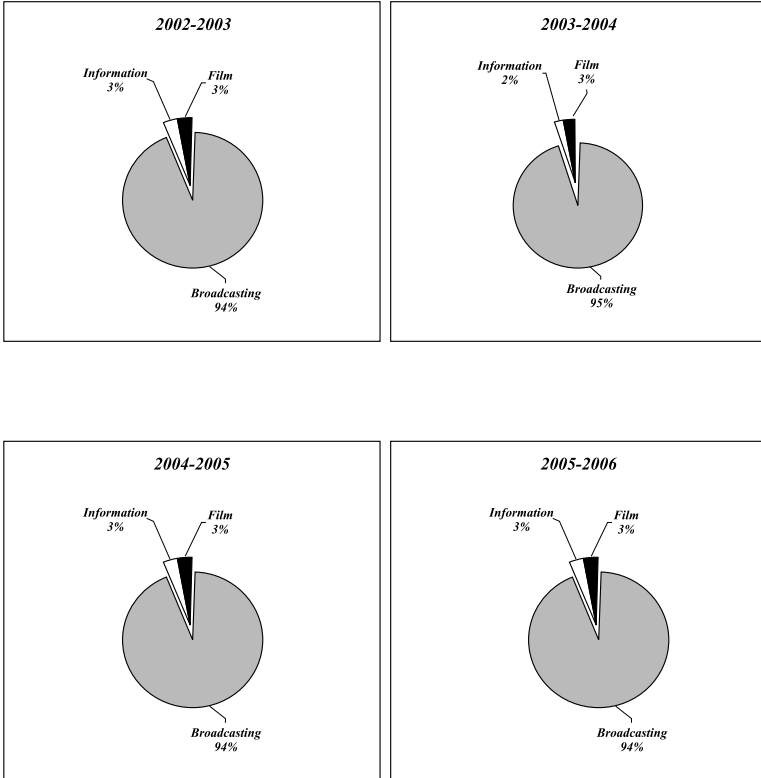 2002-2003
Information
3%
Film
3%
Broadcasting
94%
2003-2004
Information
2%
Film
3%
Broadcasting
95%
2004-2005
Information
3%
Film
3%
Broadcasting
94%
2005-2006
Information
3%
Film
3%
Broadcasting
94%